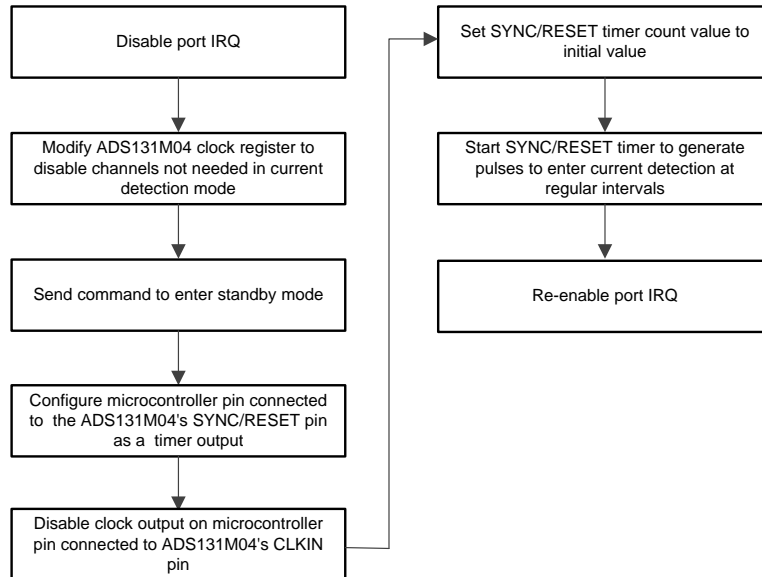 Disable port IRQ
Modify ADS131M04 clock register to
disable channels not needed in current
detection mode
Send command to enter standby mode
Configure microcontroller pin connected
to the ADS131M04's SYNC/RESET pin
as a timer output
Disable clock output on microcontroller
pin connected to ADS131M04's CLKIN
pin
Set SYNC/RESET timer count value to
initial value
Start SYNC/RESET timer to generate
pulses to enter current detection at
regular intervals
Re-enable port IRQ